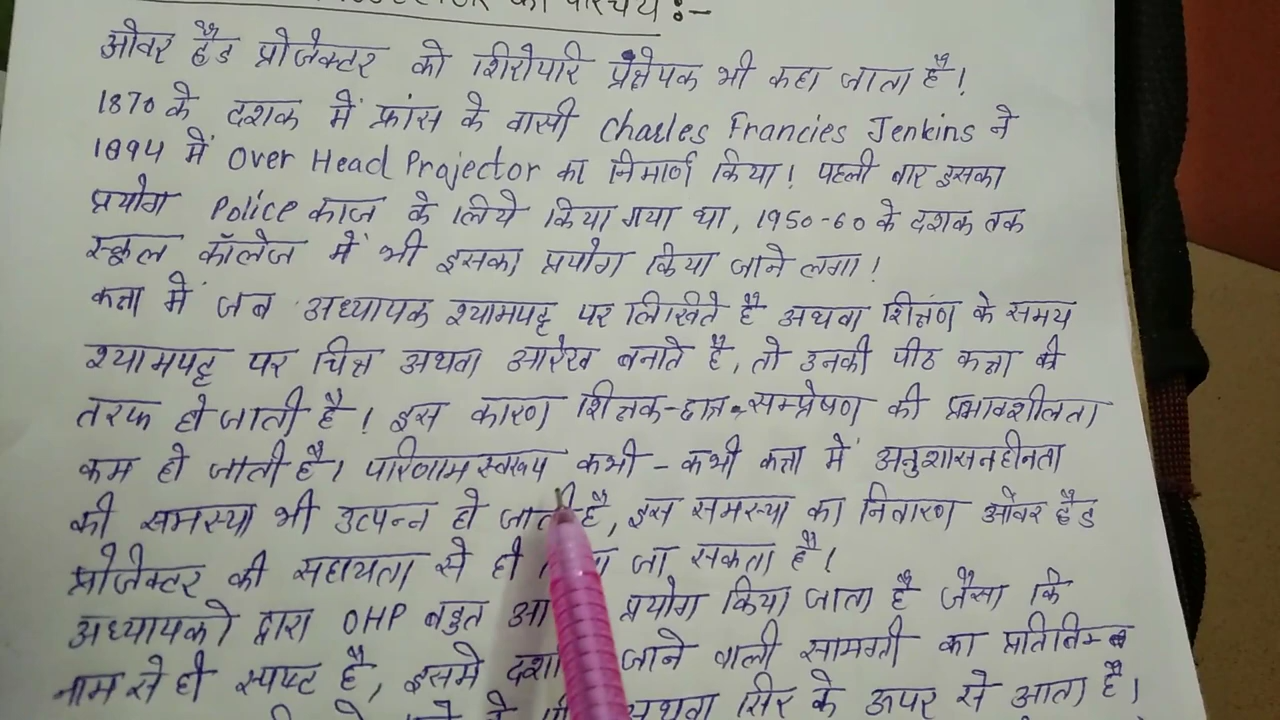 का परिचय :-
ओवर हैड प्रोजेक्टर को शिरोपरि प्रक्षेपक भी कहा जाता है!
1870 के दशक में फ्रांस के वासी Charles Francies Jenkins ने
1894 में Over Head Projector का निमार्ण किया! पहली बार इसका
प्रयोग Police काज के लिये किया गया था, 1950-60 के दशक तक
स्कूल कॉलेज में भी इसका प्रयोग किया जाने लगा!
कक्षा में जब अध्यापक श्यामपट्ट पर लिखिते है अथवा शिक्षण के समय
श्यामपट्ट पर चित्र अथवा आरेख बनाते है, तो उनकी पीठ कक्षा की
तरफ हो जाती है! इस कारण शिक्षक-छात्र सम्प्रेषण की प्रभावशीलता
कम हो जाती है। परिणाम स्वरूप कभी - कभी कक्षा में अनुशासनहीनता
की समस्या भी उत्पन्न हो जाती है, इस समस्या का निवारण ओवर हैड
प्रोजेक्टर की सहायता से ही जा सकता है!
अध्यापको द्वारा OHP बहुत प्रयोग किया जाता है जैसा कि
नाम से ही स्पष्ट है, इसमे जाने वाली सामग्री का प्रतिबिम्ब
अथवा सिर के ऊपर से आता है।